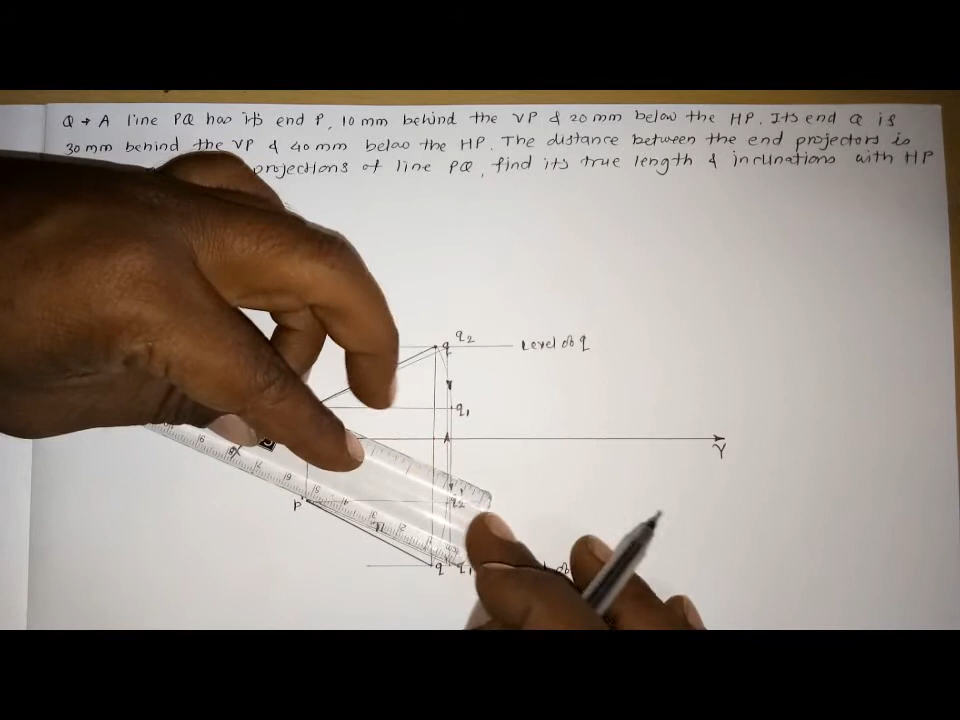 Q → A line PQ has its end P, 10 mm behind the VP & 20 mm below the HP. Its end Q is
30 mm behind the VP & 40 mm below the HP. The distance between the end projectors is
projections of line PQ, find its true length & inclinations with HP
q2
q Level of q
q1
A
Y
q2'
p'
q' q1'